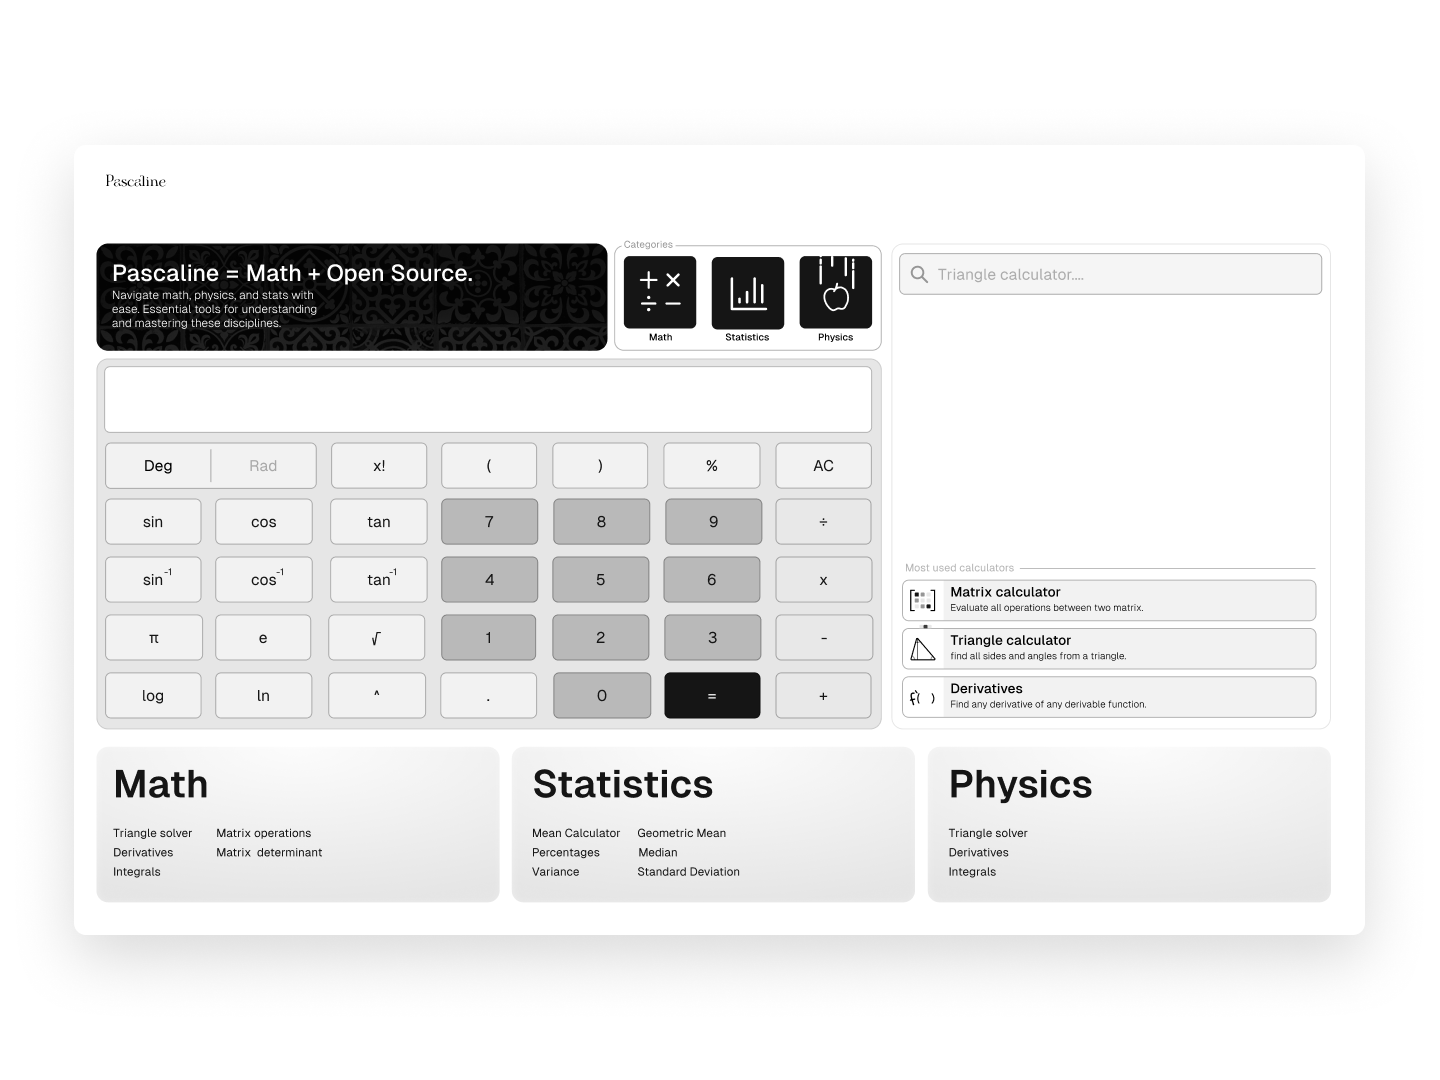 Pascaline
Pascaline = Math + Open Source.
Navigate math, physics, and stats with
ease. Essential tools for understanding
and mastering these disciplines.
Categories
Math
Statistics
Physics
Triangle calculator....
Deg Rad x! ( ) % AC
sin cos tan 7 8 9 ÷
sin⁻¹ cos⁻¹ tan⁻¹ 4 5 6 x
π e √ 1 2 3 -
log ln ^ . 0 = +
Most used calculators
Matrix calculator
Evaluate all operations between two matrix.
Triangle calculator
find all sides and angles from a triangle.
f( )
Derivatives
Find any derivative of any derivable function.
Math
Triangle solver Matrix operations
Derivatives Matrix determinant
Integrals
Statistics
Mean Calculator Geometric Mean
Percentages Median
Variance Standard Deviation
Physics
Triangle solver
Derivatives
Integrals